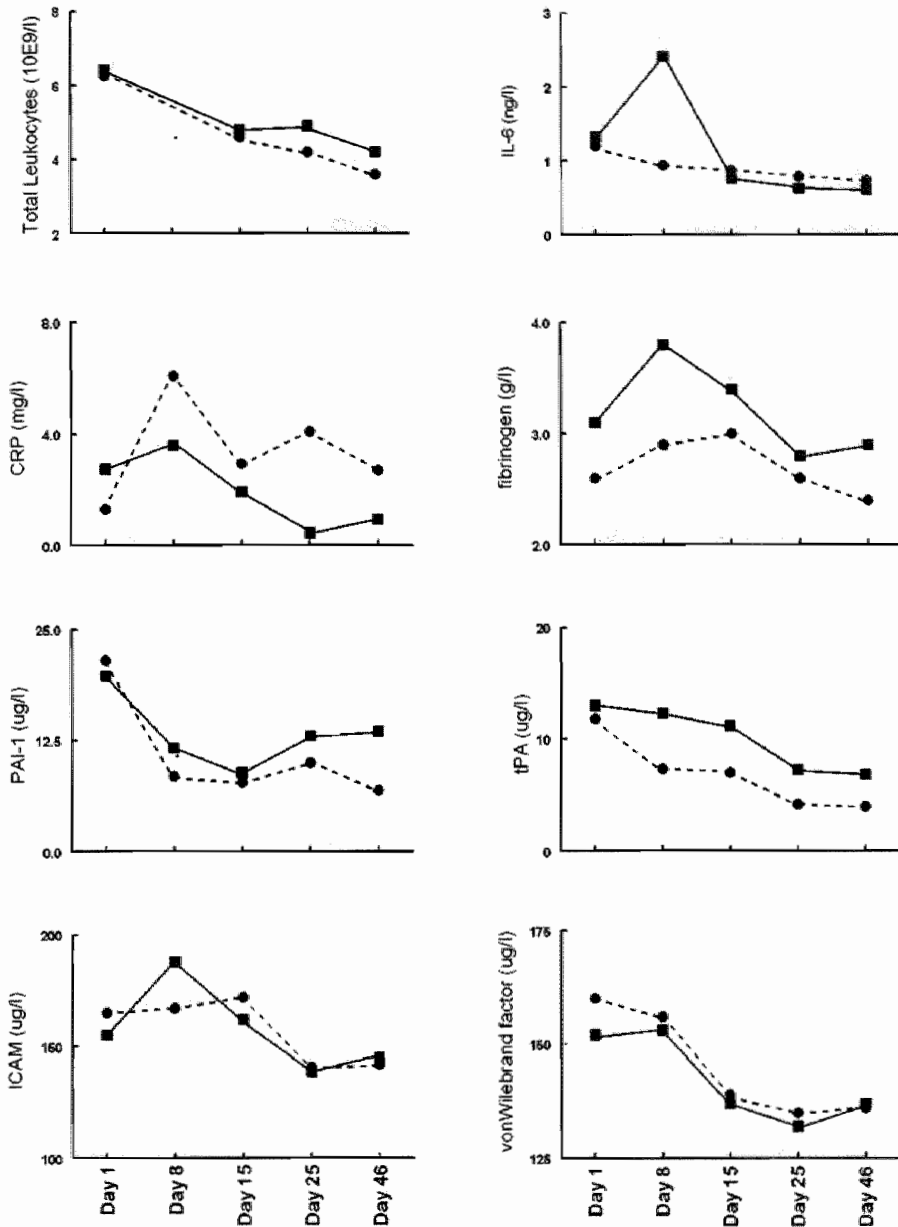 Total Leukocytes (10E9/l)
8
6
4
2
IL-6 (ng/l)
3
2
1
0
CRP (mg/l)
8.0
4.0
0.0
fibrinogen (g/l)
4.0
3.0
2.0
PAI-1 (ug/l)
25.0
12.5
0.0
tPA (ug/l)
20
10
0
ICAM (ug/l)
200
150
100
Day 1
Day 8
Day 15
Day 25
Day 46
vonWilebrand factor (ug/l)
175
150
125
Day 1
Day 8
Day 15
Day 25
Day 46